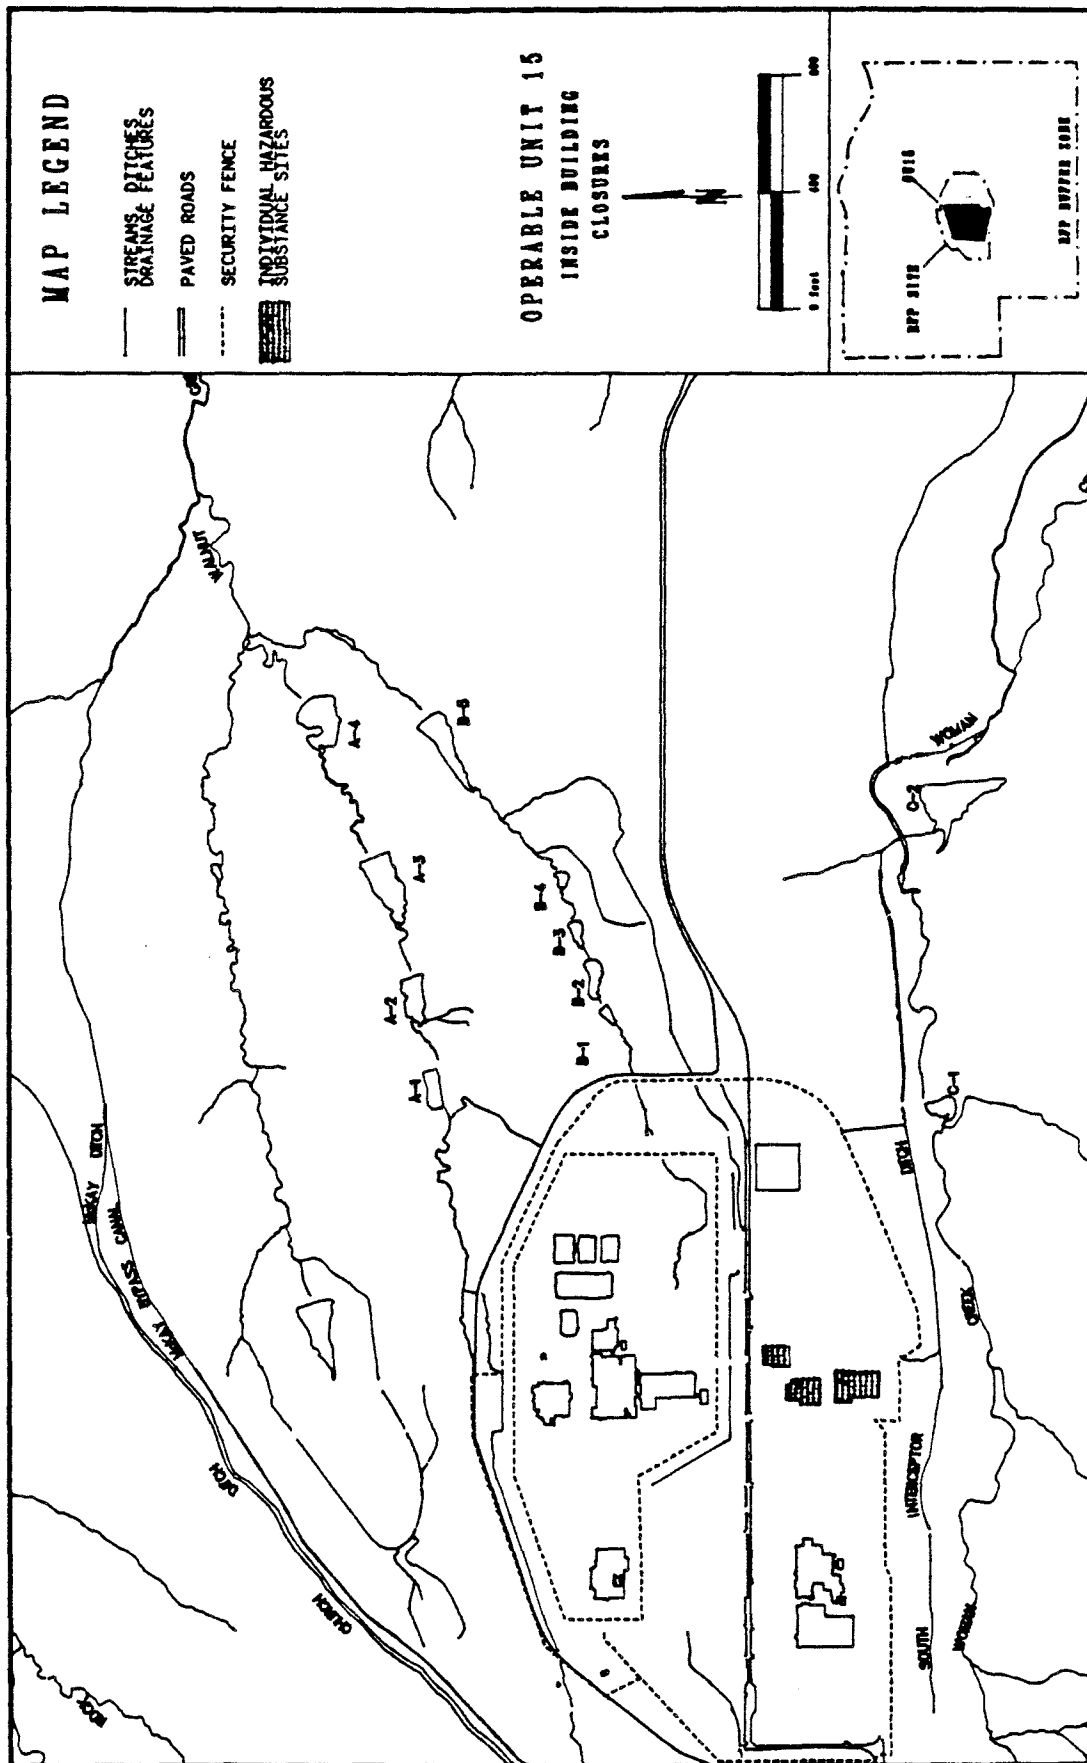 MAP LEGEND
STREAMS, DITCHES
DRAINAGE FEATURES
PAVED ROADS
SECURITY FENCE
INDIVIDUAL HAZARDOUS
SUBSTANCE SITES
OPERABLE UNIT 15
INSIDE BUILDING
CLOSURES
N
0 feet
400
800
RFP SITE
OU15
RFP BUFFER ZONE
ROCK
CHURCH
DITCH
McKAY BYPASS CANAL
McKAY DITCH
WALNUT
A-1
A-2
A-3
A-4
B-1
B-2
B-3
B-4
B-5
C-1
C-2
SOUTH
INTERCEPTOR
DITCH
WOMAN
CREEK
WOMAN